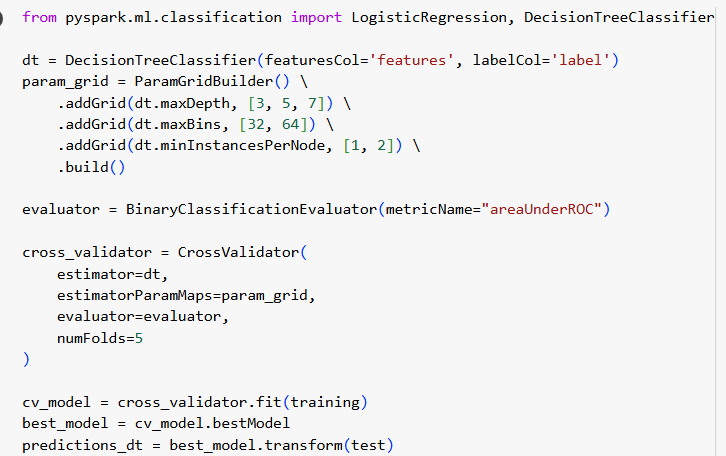 from pyspark.ml.classification import LogisticRegression, DecisionTreeClassifier
dt = DecisionTreeClassifier(featuresCol='features', labelCol='label')
param_grid = ParamGridBuilder() \
    .addGrid(dt.maxDepth, [3, 5, 7]) \
    .addGrid(dt.maxBins, [32, 64]) \
    .addGrid(dt.minInstancesPerNode, [1, 2]) \
    .build()
evaluator = BinaryClassificationEvaluator(metricName="areaUnderROC")
cross_validator = CrossValidator(
    estimator=dt,
    estimatorParamMaps=param_grid,
    evaluator=evaluator,
    numFolds=5
)
cv_model = cross_validator.fit(training)
best_model = cv_model.bestModel
predictions_dt = best_model.transform(test)